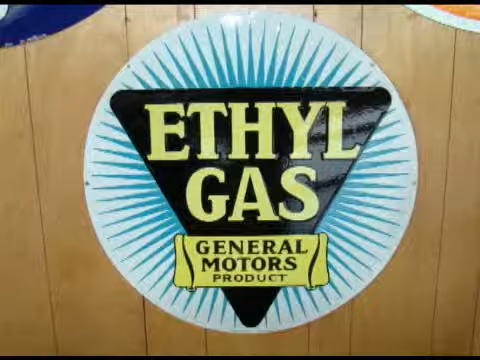 ETHYL
GAS
GENERAL
MOTORS
PRODUCT